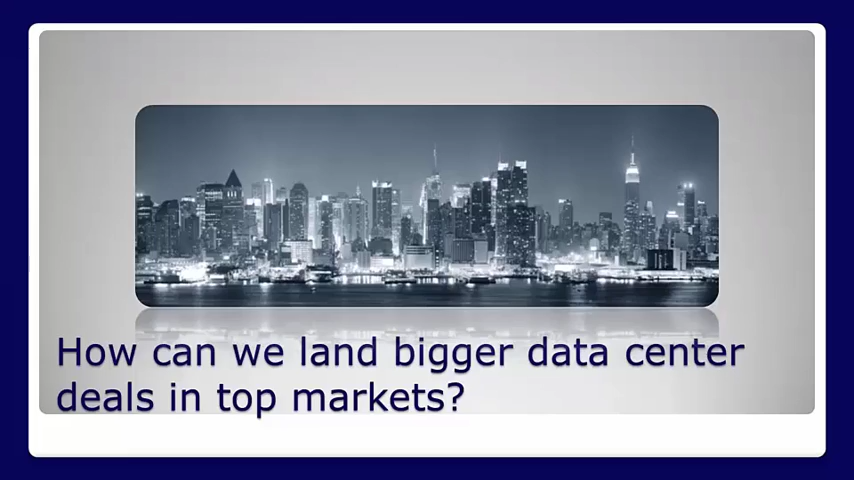 How can we land bigger data center
deals in top markets?